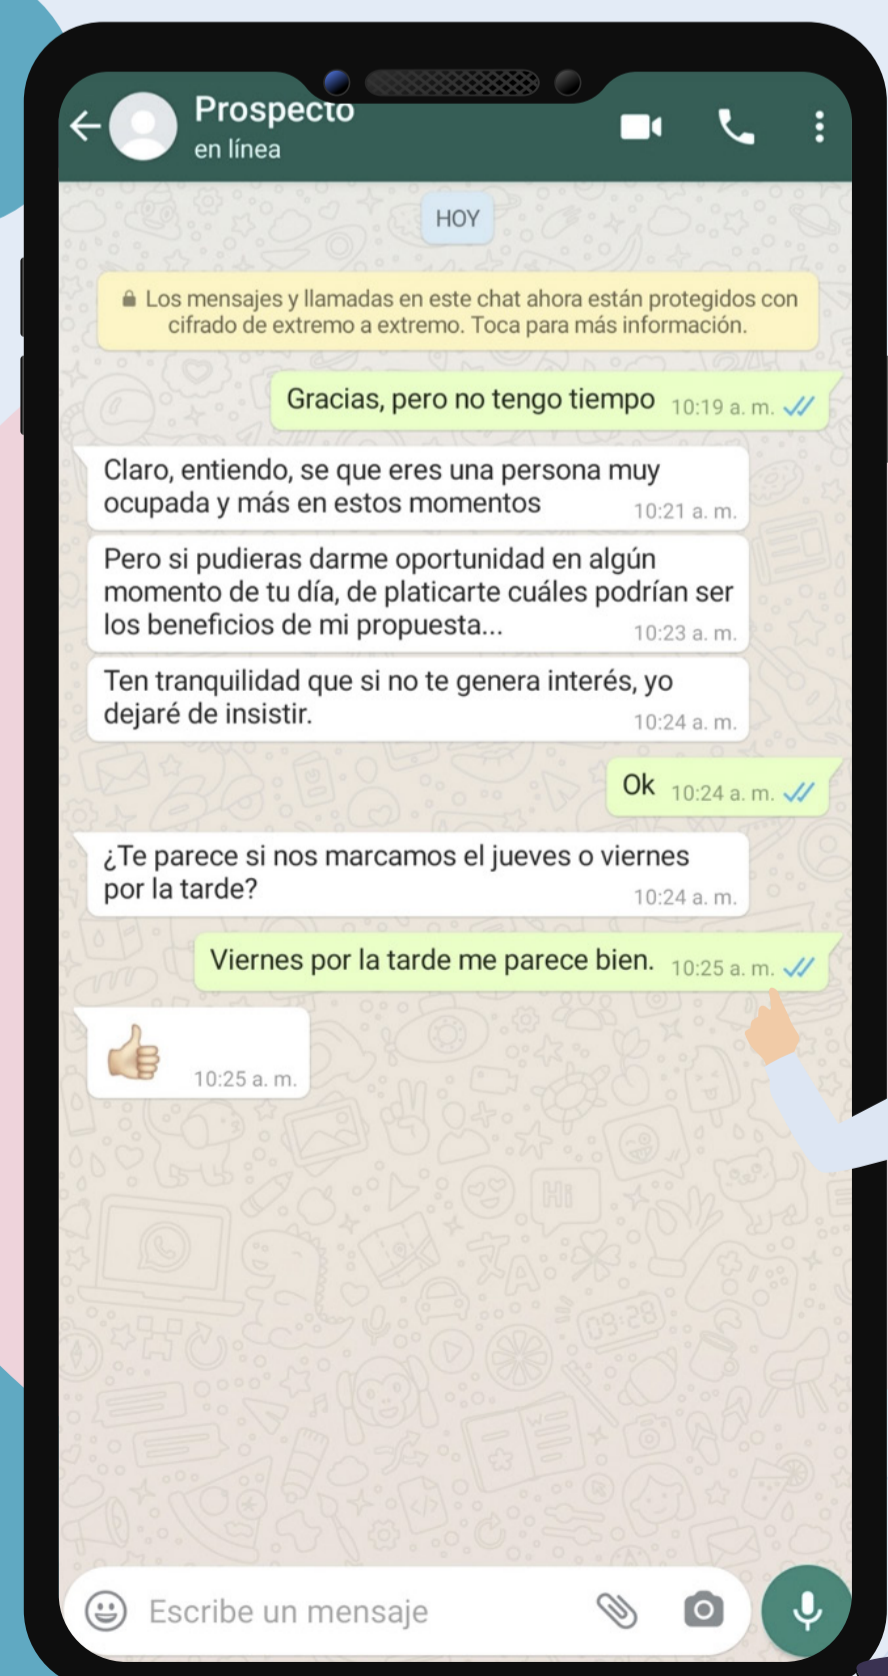 Prospecto
en línea
HOY
Los mensajes y llamadas en este chat ahora están protegidos con
cifrado de extremo a extremo. Toca para más información.
Gracias, pero no tengo tiempo 10:19 a. m.
Claro, entiendo, se que eres una persona muy
ocupada y más en estos momentos 10:21 a. m.
Pero si pudieras darme oportunidad en algún
momento de tu día, de platicarte cuáles podrían ser
los beneficios de mi propuesta... 10:23 a. m.
Ten tranquilidad que si no te genera interés, yo
dejaré de insistir. 10:24 a. m.
Ok 10:24 a. m.
¿Te parece si nos marcamos el jueves o viernes
por la tarde? 10:24 a. m.
Viernes por la tarde me parece bien. 10:25 a. m.
10:25 a. m.
Hi
09:28
Escribe un mensaje